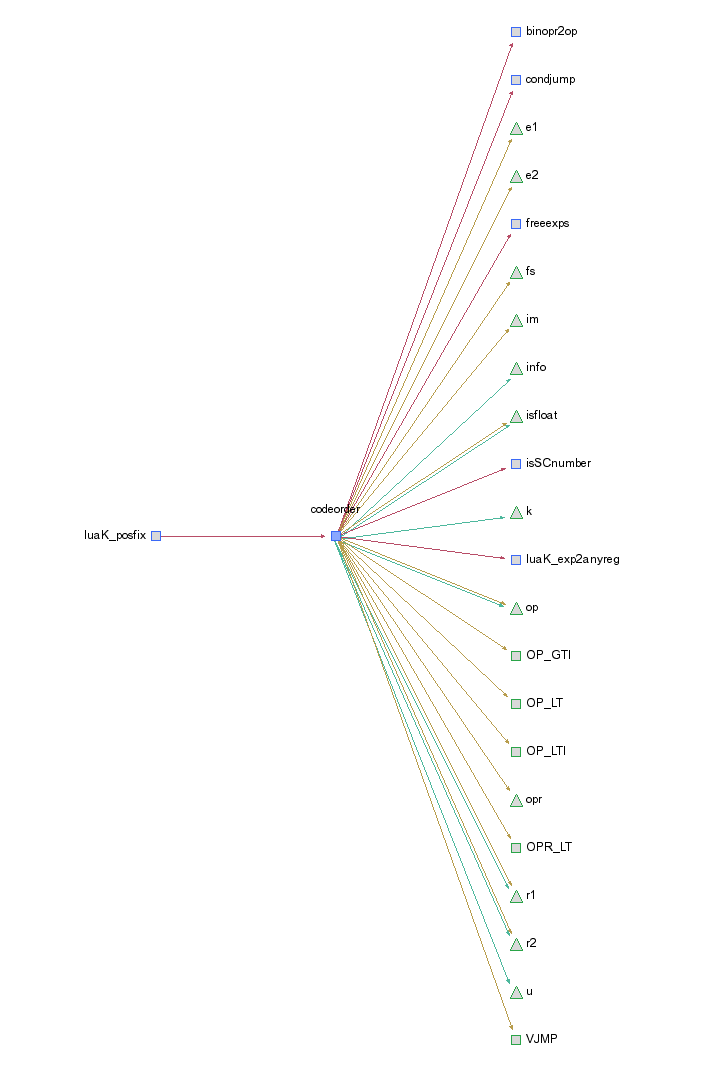 binopr2op
condjump
e1
e2
freeexps
fs
im
info
isfloat
isSCnumber
codeorder
k
luaK_posfix
luaK_exp2anyreg
op
OP_GTI
OP_LT
OP_LTI
opr
OPR_LT
r1
r2
u
VJMP